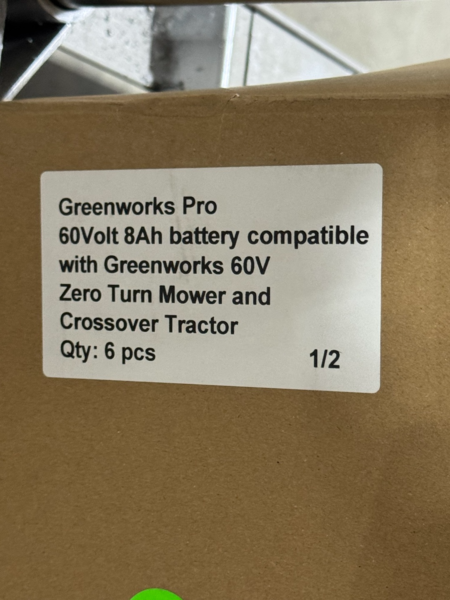 Greenworks Pro
60Volt 8Ah battery compatible
with Greenworks 60V
Zero Turn Mower and
Crossover Tractor
Qty: 6 pcs 1/2